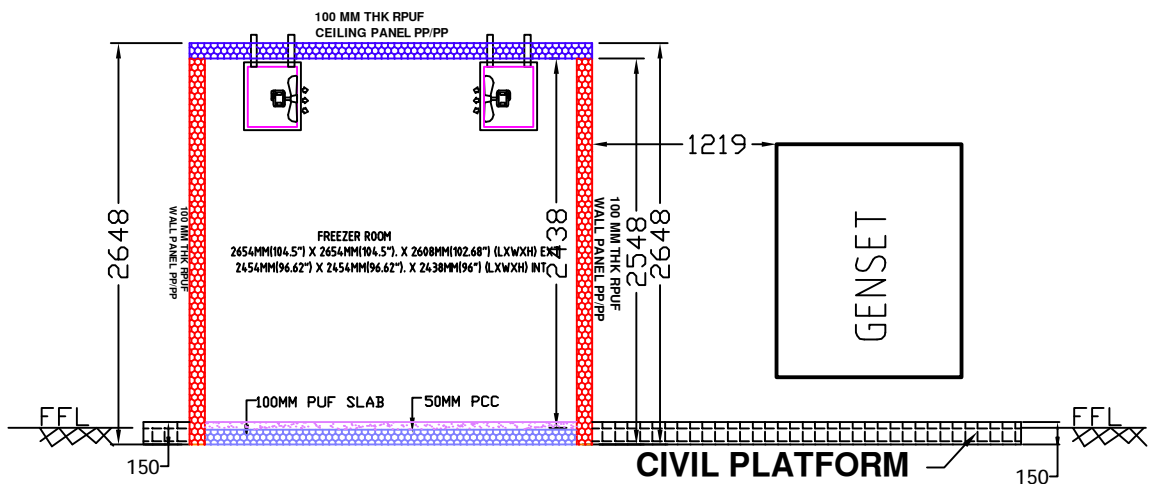 100 MM THK RPUF
CEILING PANEL PP/PP
1219
2648
2438
2548
2648
100 MM THK RPUF
WALL PANEL PP/PP
100 MM THK RPUF
WALL PANEL PP/PP
FREEZER ROOM
2654MM(104.5") X 2654MM(104.5"). X 2608MM(102.68") (LXWXH) EXT
2454MM(96.62") X 2454MM(96.62"). X 2438MM(96") (LXWXH) INT
GENSET
100MM PUF SLAB
50MM PCC
FFL
FFL
150
CIVIL PLATFORM
150